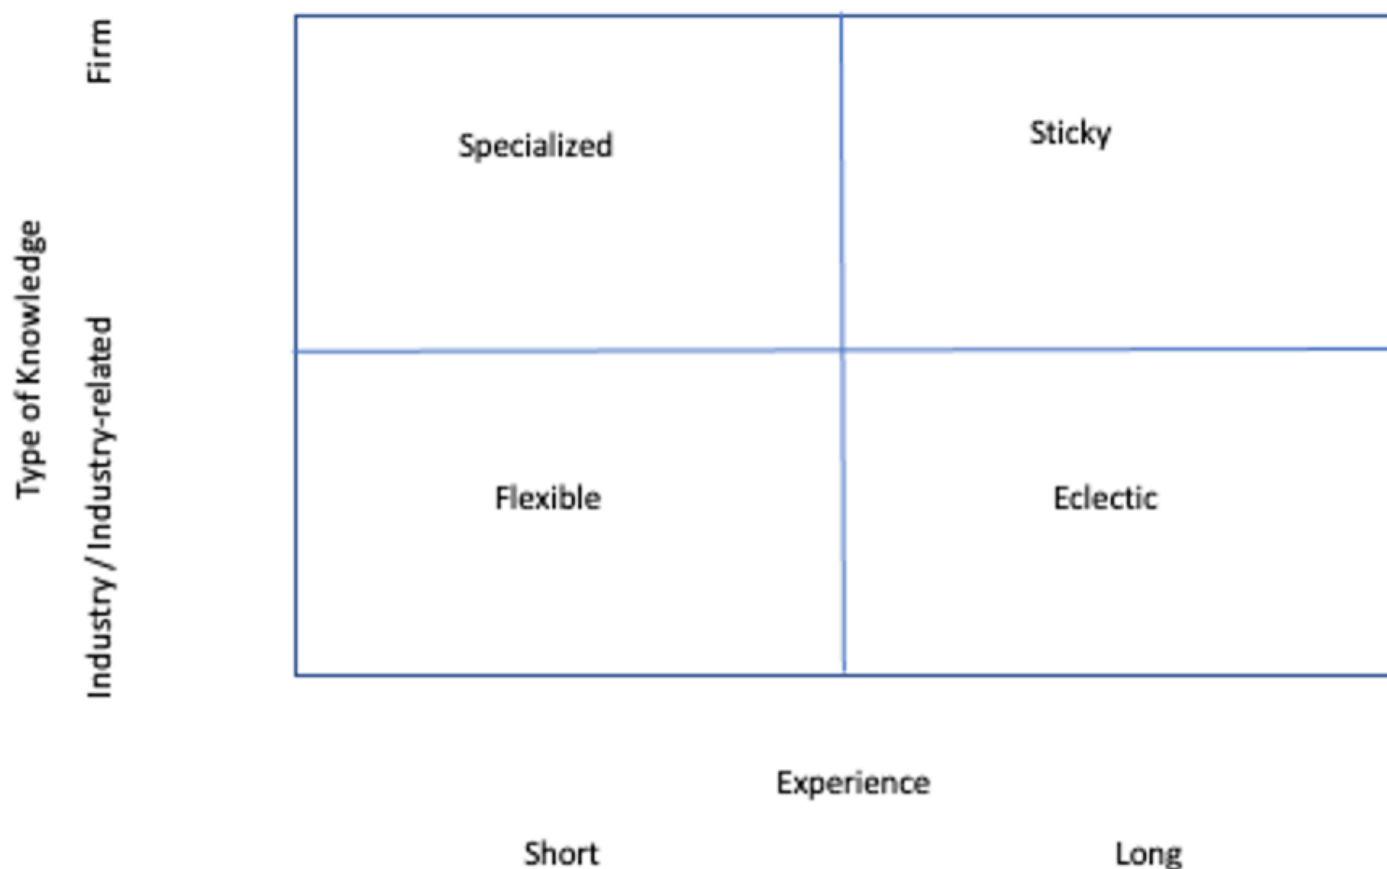 Firm
Specialized
Sticky
Type of Knowledge
Industry / Industry-related
Flexible
Eclectic
Experience
Short
Long